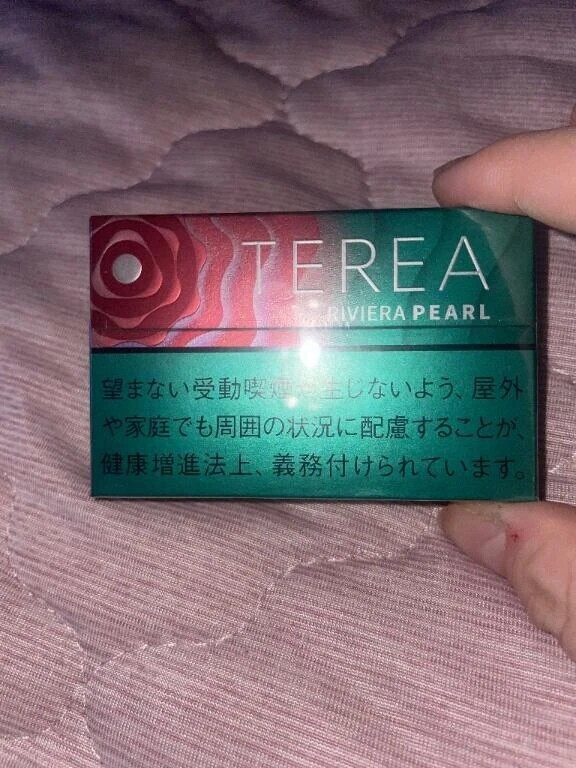 TEREA
RIVIERA PEARL
望まない受動喫煙が生じないよう、屋外
や家庭でも周囲の状況に配慮することが、
健康増進法上、義務付けられています。